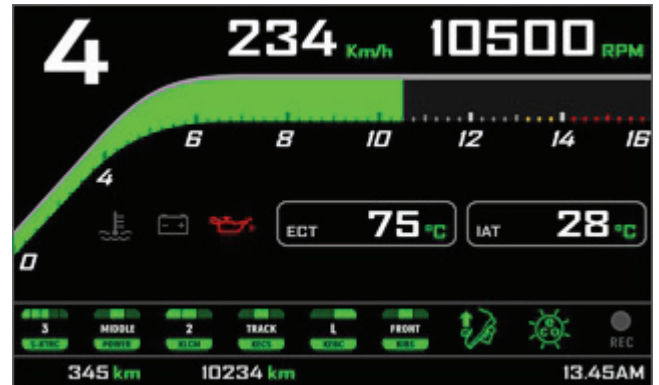 4 234 Km/h 10500 RPM
6 8 10 12 14 16
4
ECT 75 °C IAT 28 °C
0
3 MIDDLE 2 TRACK L FRONT
S-KTRC POWER KLCM KECS KEBC KIBS REC
345 km 10234 km 13.45AM